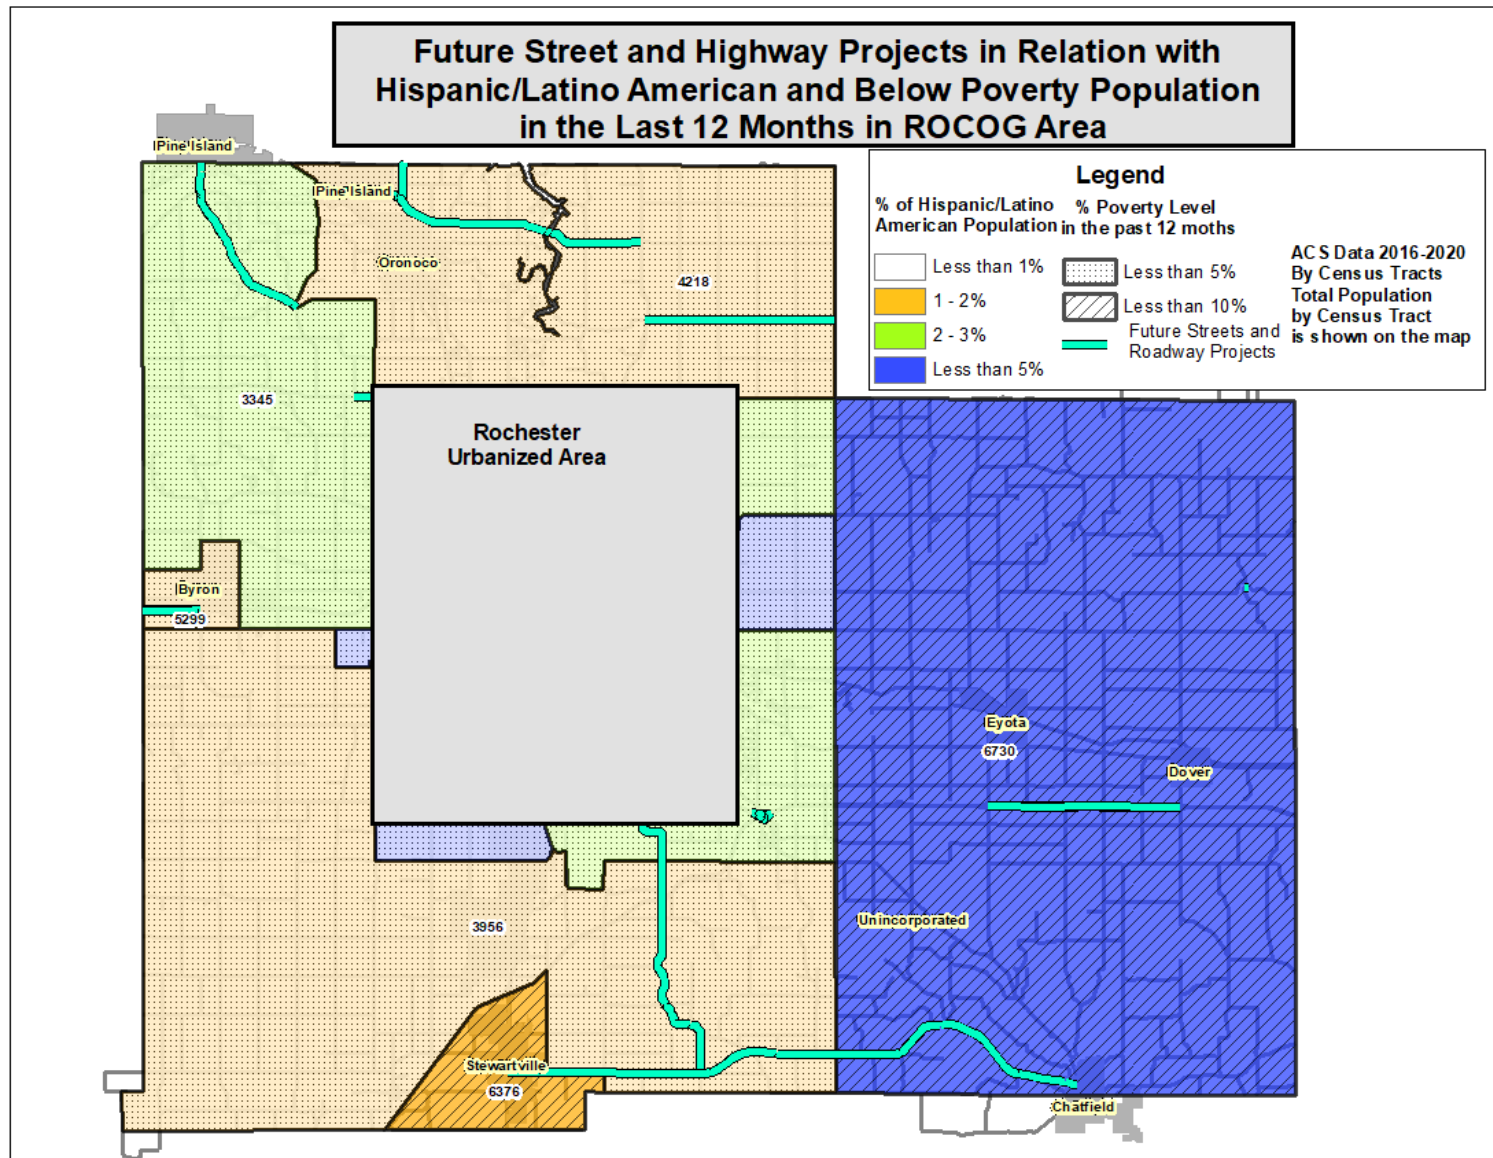 Future Street and Highway Projects in Relation with
Hispanic/Latino American and Below Poverty Population
in the Last 12 Months in ROCOG Area
Legend
% of Hispanic/Latino
American Population
Less than 1%
1 - 2%
2 - 3%
Less than 5%
% Poverty Level
in the past 12 moths
Less than 5%
Less than 10%
Future Streets and
Roadway Projects
ACS Data 2016-2020
By Census Tracts
Total Population
by Census Tract
is shown on the map
Pine Island
Pine Island
Oronoco
4218
3345
Rochester
Urbanized Area
Byron
5299
Eyota
6730
Dover
Unincorporated
3956
Stewartville
6376
Chatfield